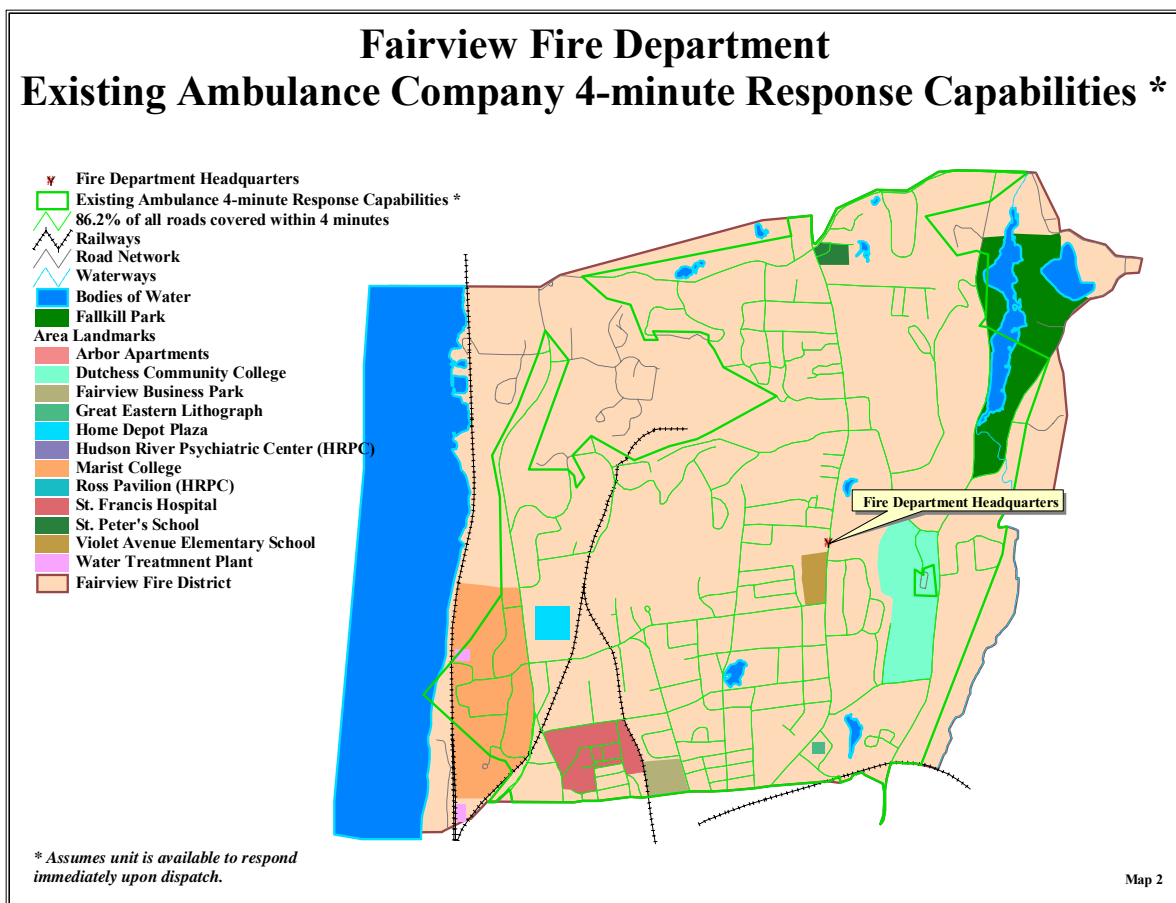 Fairview Fire Department
Existing Ambulance Company 4-minute Response Capabilities *
Fire Department Headquarters
Existing Ambulance 4-minute Response Capabilities *
86.2% of all roads covered within 4 minutes
Railways
Road Network
Waterways
Bodies of Water
Fallkill Park
Area Landmarks
Arbor Apartments
Dutchess Community College
Fairview Business Park
Great Eastern Lithograph
Home Depot Plaza
Hudson River Psychiatric Center (HRPC)
Marist College
Ross Pavilion (HRPC)
St. Francis Hospital
St. Peter's School
Violet Avenue Elementary School
Water Treatmnent Plant
Fairview Fire District
Fire Department Headquarters
* Assumes unit is available to respond
immediately upon dispatch.
Map 2